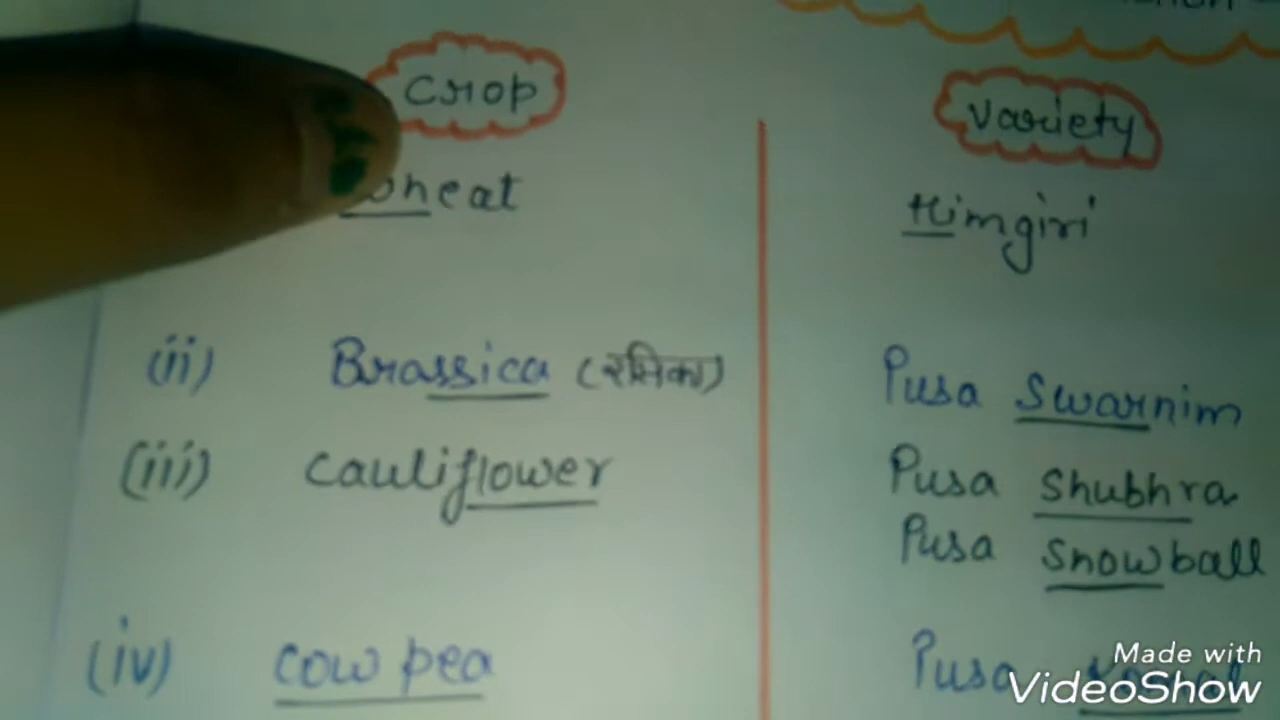 Crop
Variety
heat
Himgiri
(ii) Brassica (रसिका) Pusa Swarnim
(iii) Cauliflower Pusa Shubhra
Pusa Snowball
(iv) Cow pea Pusa
Made with
VideoShow